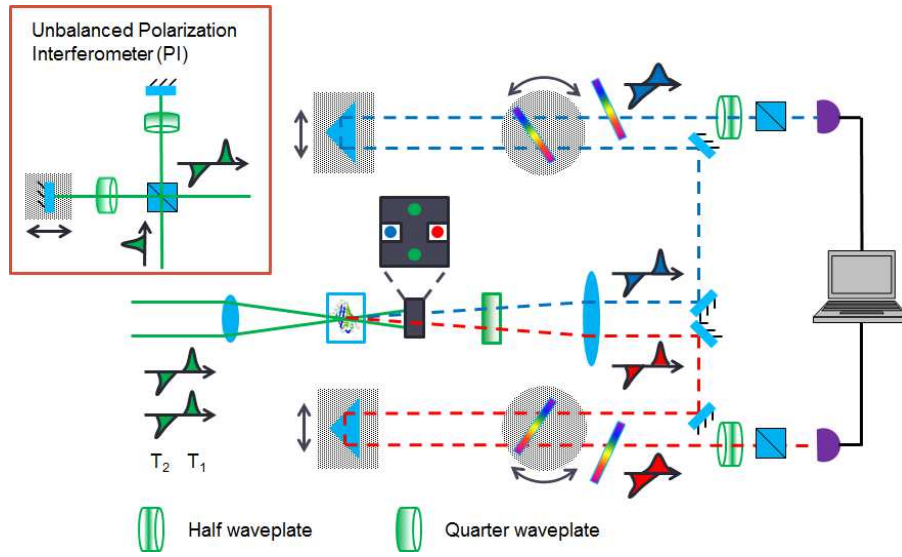 Unbalanced Polarization
Interferometer (PI)
T₂ T₁
Half waveplate
Quarter waveplate